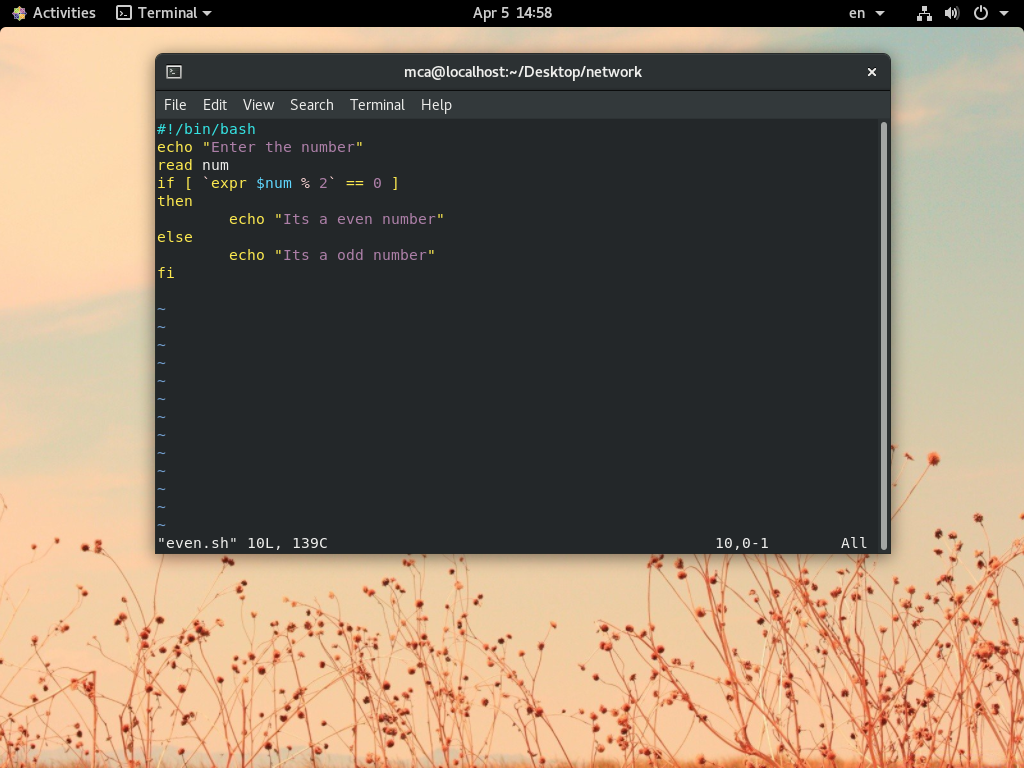 Activities Terminal Apr 5 14:58 en
mca@localhost:~/Desktop/network
File Edit View Search Terminal Help
#!/bin/bash
echo "Enter the number"
read num
if [ `expr $num % 2` == 0 ]
then
        echo "Its a even number"
else
        echo "Its a odd number"
fi
~
~
~
~
~
~
~
~
~
~
~
~
~
"even.sh" 10L, 139C 10,0-1 All